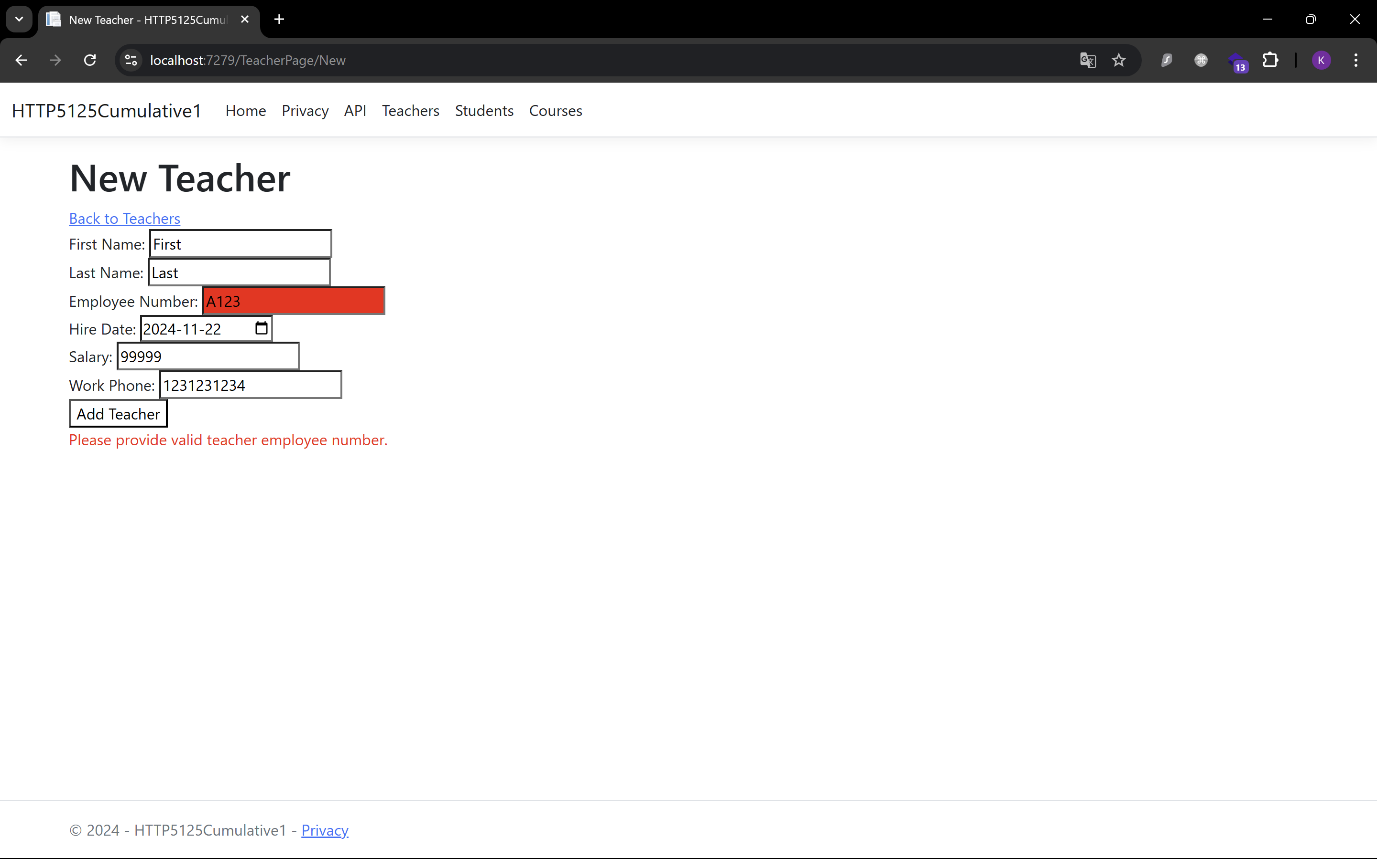 New Teacher - HTTP5125Cumul
localhost:7279/TeacherPage/New
13
K
HTTP5125Cumulative1 Home Privacy API Teachers Students Courses
New Teacher
Back to Teachers
First Name: First
Last Name: Last
Employee Number: A123
Hire Date: 2024-11-22
Salary: 99999
Work Phone: 1231231234
Add Teacher
Please provide valid teacher employee number.
© 2024 - HTTP5125Cumulative1 - Privacy